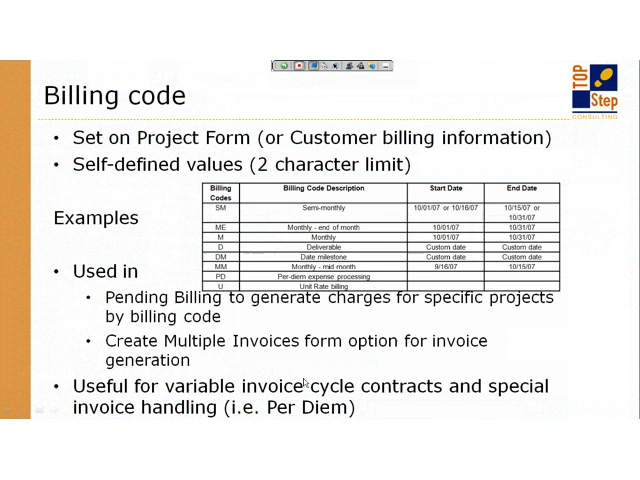 TOP
Step
CONSULTING
Billing code
• Set on Project Form (or Customer billing information)
• Self-defined values (2 character limit)
Examples
Billing Codes Billing Code Description Start Date End Date
SM Semi-monthly 10/01/07 or 10/16/07 10/15/07 or 10/31/07
ME Monthly - end of month 10/01/07 10/31/07
M Monthly 10/01/07 10/31/07
D Deliverable Custom date Custom date
DM Date milestone Custom date Custom date
MM Monthly - mid month 9/16/07 10/15/07
PD Per-diem expense processing
U Unit Rate billing
• Used in
• Pending Billing to generate charges for specific projects
by billing code
• Create Multiple Invoices form option for invoice
generation
• Useful for variable invoice cycle contracts and special
invoice handling (i.e. Per Diem)